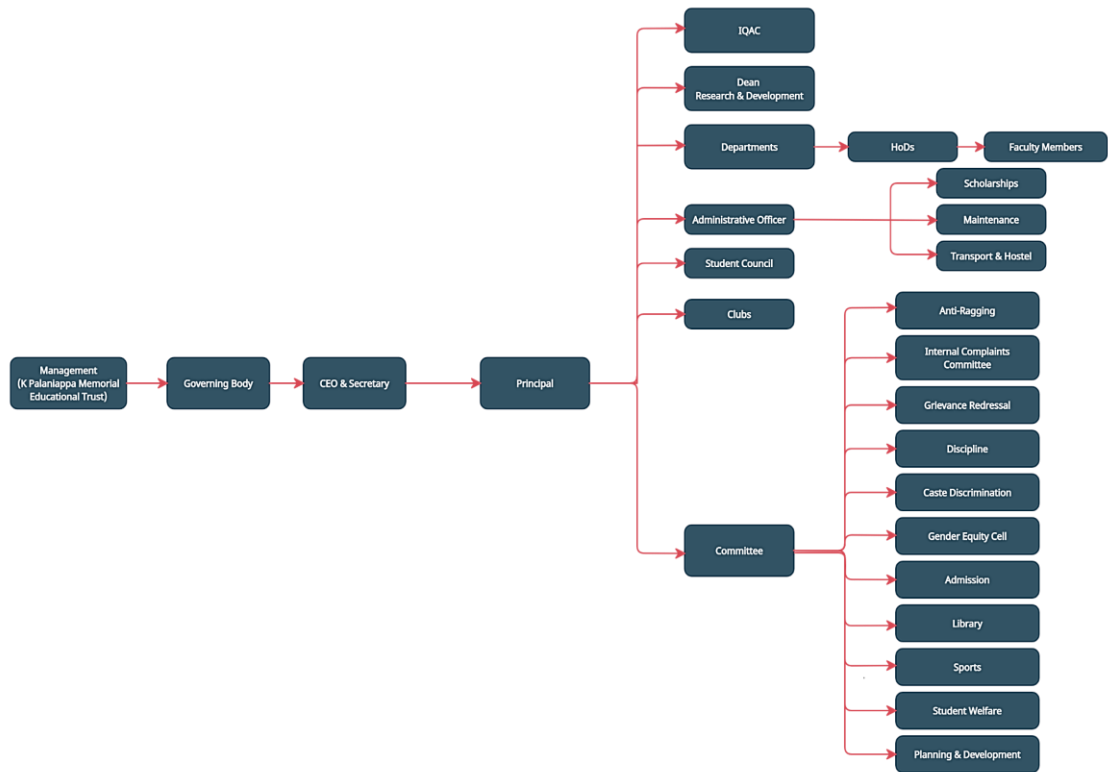 IQAC
Dean
Research & Development
Departments
HoDs
Faculty Members
Scholarships
Administrative Officer
Maintenance
Transport & Hostel
Student Council
Clubs
Anti-Ragging
Internal Complaints
Committee
Management
(K Palaniappa Memorial
Educational Trust)
Governing Body
CEO & Secretary
Principal
Grievance Redressal
Discipline
Caste Discrimination
Gender Equity Cell
Committee
Admission
Library
Sports
Student Welfare
Planning & Development